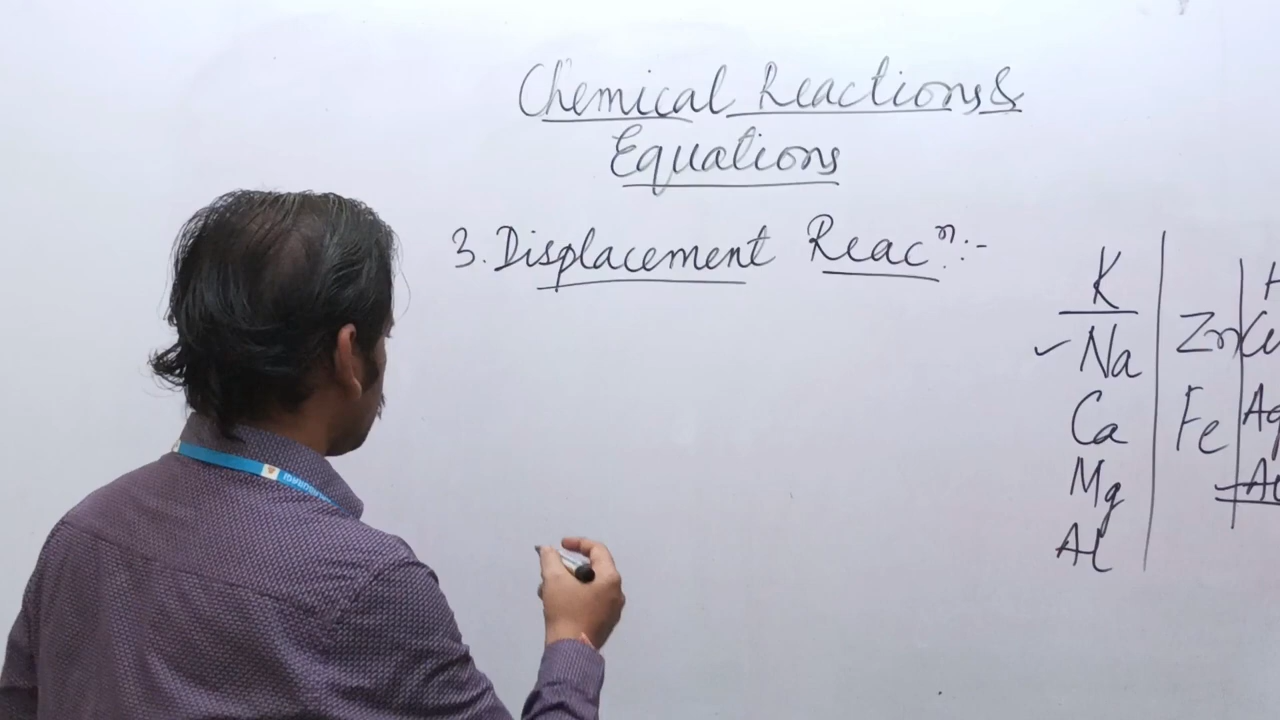 Chemical Reactions &
Equations
3. Displacement Reacⁿ:-
K
Na
Ca
Mg
Al
Zn
Fe